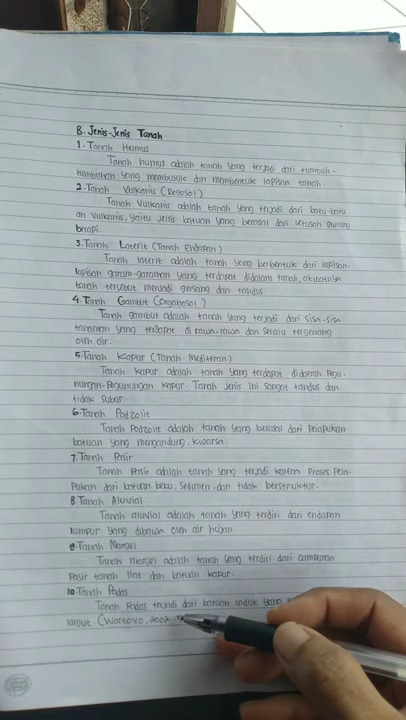 B. Jenis-Jenis Tanah
1. Tanah Humus
Tanah humus adalah tanah yang terjadi dari tumbuh-
tumbuhan yang membusuk dan membentuk lapisan tanah.
2. Tanah Vulkanis (Regosol)
Tanah Vulkanis adalah tanah yang terjadi dari batu-batu
an vulkanis, yaitu jenis batuan yang berasal dari letusan gunung
berapi.
3. Tanah Laterit (Tanah Endapan)
Tanah laterit adalah tanah yang berbentuk dari lapisan-
lapisan garam-garaman yang terdapat didalam tanah, akibatnya
tanah tersebut menjadi gersang dan tandus.
4. Tanah Gambut (Organosol)
Tanah gambut adalah tanah yang terjadi dari sisa-sisa
tanaman yang terdapat di rawa-rawa dan selalu tergenang
oleh air.
5. Tanah Kapur (Tanah Mediteran)
Tanah kapur adalah tanah yang terdapat di daerah Pegu-
nungan-Pegunungan kapur. Tanah jenis ini sangat tandus dan
tidak subur
6. Tanah Podzolit
Tanah Podzolit adalah tanah yang berasal dari pelapukan
batuan yang mengandung kwarsa.
7. Tanah Pasir
Tanah Pasir adalah tanah yang terjadi karena Proses Pela-
Pukan dari batuan beku, sedimen, dan tidak berstruktur.
8. Tanah Aluvial
Tanah aluvial adalah tanah yang terdiri dari endapan
lumpur yang dibawa oleh air hujan.
9. Tanah Margel
Tanah margel adalah tanah yang terdiri dari campuran
Pasir tanah liat dan batuan kapur.
10. Tanah Padas
Tanah Padas terjadi dari batuan induk yang
lanjut. (Wartoyo, 2002